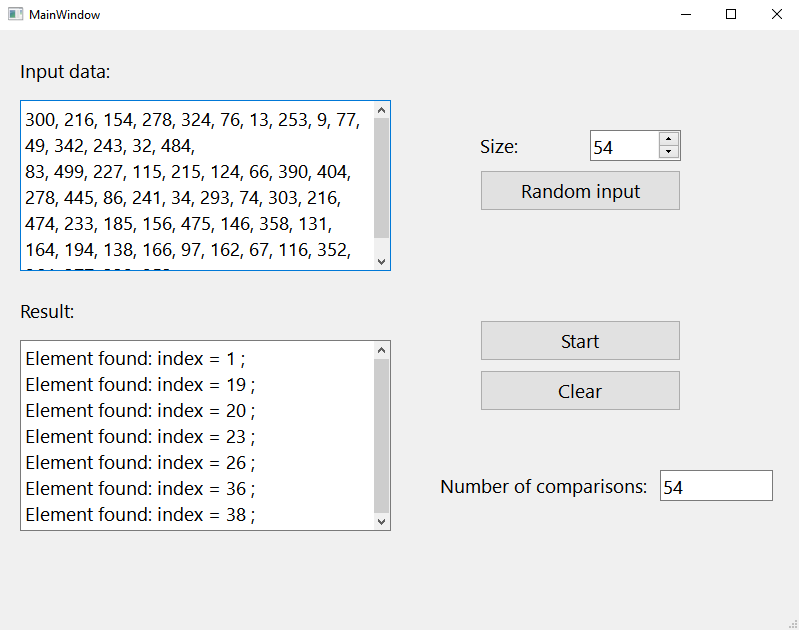 MainWindow
Input data:
300, 216, 154, 278, 324, 76, 13, 253, 9, 77,
49, 342, 243, 32, 484,
83, 499, 227, 115, 215, 124, 66, 390, 404,
278, 445, 86, 241, 34, 293, 74, 303, 216,
474, 233, 185, 156, 475, 146, 358, 131,
164, 194, 138, 166, 97, 162, 67, 116, 352,
Size:
54
Random input
Result:
Element found: index = 1 ;
Element found: index = 19 ;
Element found: index = 20 ;
Element found: index = 23 ;
Element found: index = 26 ;
Element found: index = 36 ;
Element found: index = 38 ;
Start
Clear
Number of comparisons:
54